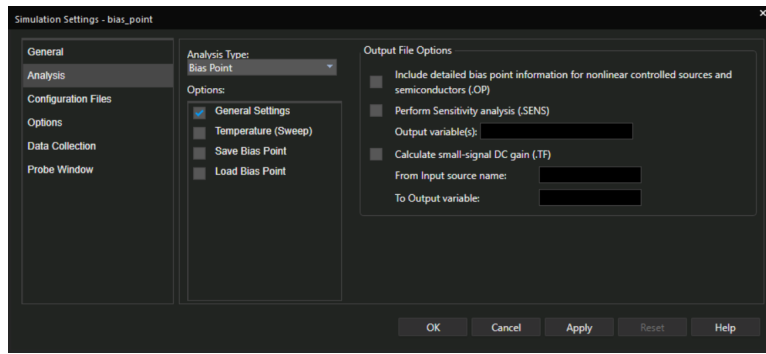 Simulation Settings - bias_point
×
General
Analysis
Configuration Files
Options
Data Collection
Probe Window
Analysis Type:
Bias Point
Options:
General Settings
Temperature (Sweep)
Save Bias Point
Load Bias Point
Output File Options
Include detailed bias point information for nonlinear controlled sources and
semiconductors (.OP)
Perform Sensitivity analysis (.SENS)
Output variable(s):
Calculate small-signal DC gain (.TF)
From Input source name:
To Output variable:
OK Cancel Apply Reset Help